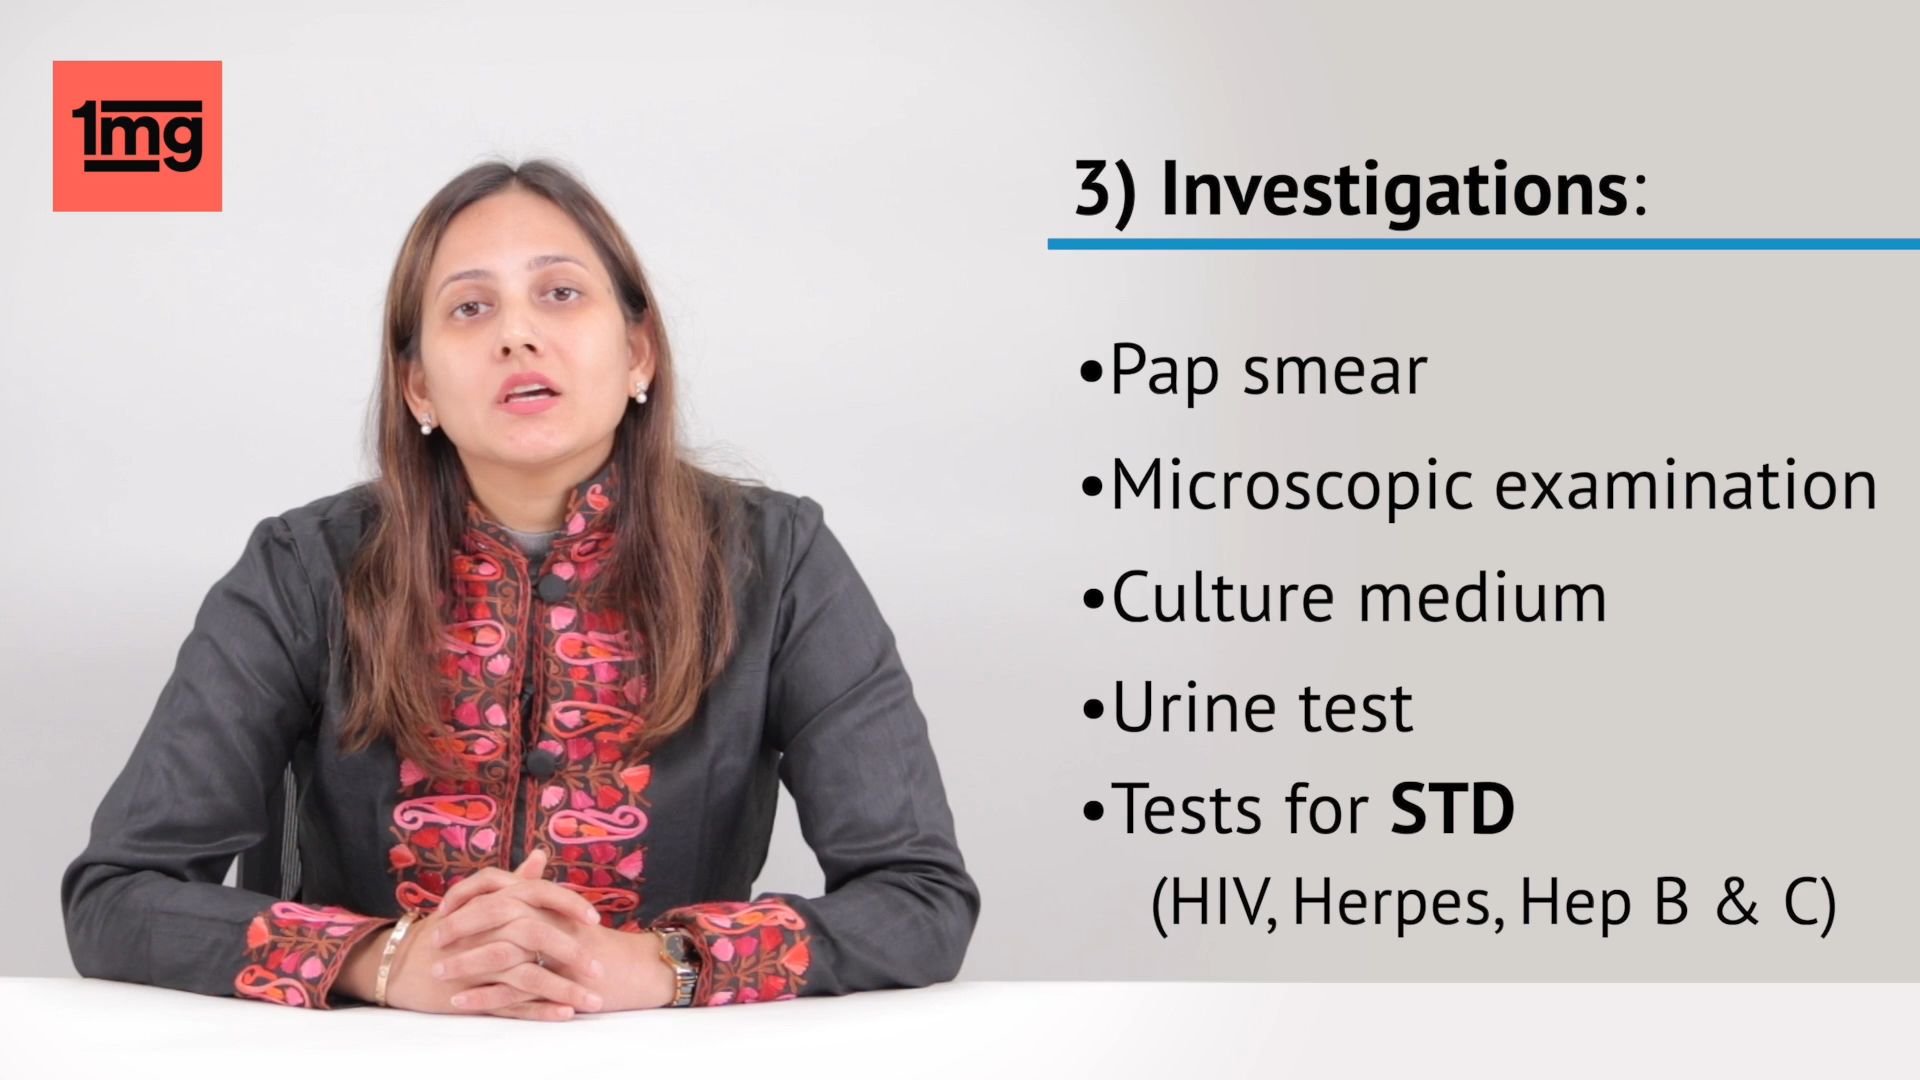 1mg
3) Investigations:
•Pap smear
•Microscopic examination
•Culture medium
•Urine test
•Tests for STD
(HIV, Herpes, Hep B & C)